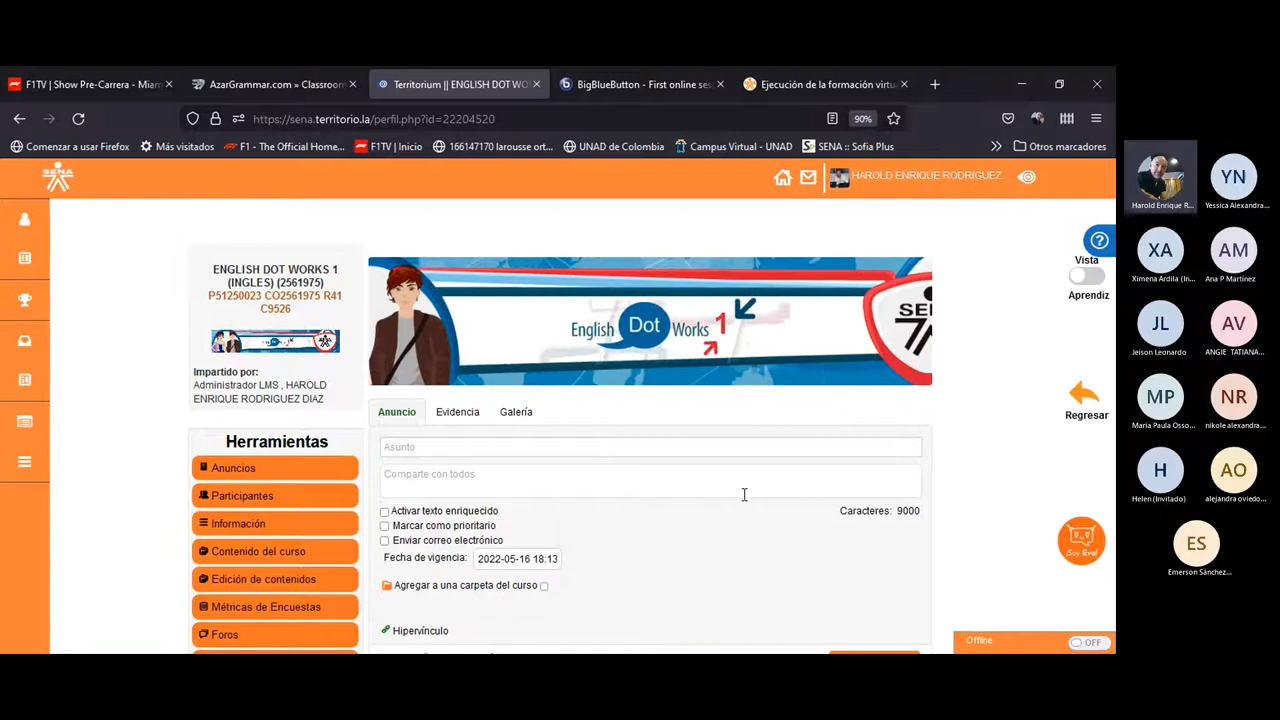 F1TV | Show Pre-Carrera - Miam
AzarGrammar.com » Classroom
Territorium || ENGLISH DOT WO
BigBlueButton - First online ses
Ejecución de la formación virtu
https://sena.territorio.la/perfil.php?id=22204520
90%
Comenzar a usar Firefox
Más visitados
F1 - The Official Home...
F1TV | Inicio
166147170 larousse ort...
UNAD de Colombia
Campus Virtual - UNAD
SENA :: Sofia Plus
Otros marcadores
SENA
HAROLD ENRIQUE RODRIGUEZ
ENGLISH DOT WORKS 1
(INGLES) (2561975)
P51250023 CO2561975 R41
C9526
Impartido por:
Administrador LMS , HAROLD
ENRIQUE RODRIGUEZ DIAZ
English Dot Works 1
SEN
Vista
Aprendiz
Regresar
Anuncio
Evidencia
Galería
Asunto
Comparte con todos
Activar texto enriquecido
Caracteres: 9000
Marcar como prioritario
Enviar correo electrónico
Fecha de vigencia: 2022-05-16 18:13
Agregar a una carpeta del curso
Hipervínculo
Herramientas
Anuncios
Participantes
Información
Contenido del curso
Edición de contenidos
Métricas de Encuestas
Foros
¡Soy Eva!
Offline
OFF
Harold Enrique R...
YN
Yessica Alexandra...
XA
Ximena Ardila (In...
AM
Ana P Martínez
JL
Jeison Leonardo
AV
ANGIE TATIANA...
MP
Maria Paula Osso...
NR
nikole alexandra...
H
Helen (Invitado)
AO
alejandra oviedo...
ES
Emerson Sánchez...